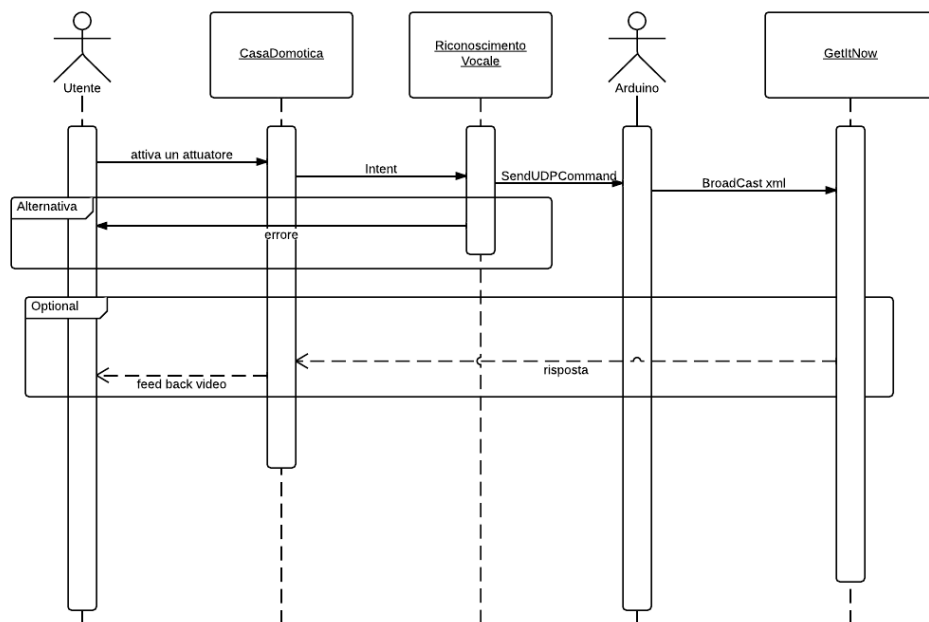 Utente
CasaDomotica
Riconoscimento
Vocale
Arduino
GetItNow
attiva un attuatore
Intent
SendUDPCommand
BroadCast xml
Alternativa
errore
Optional
risposta
feed back video